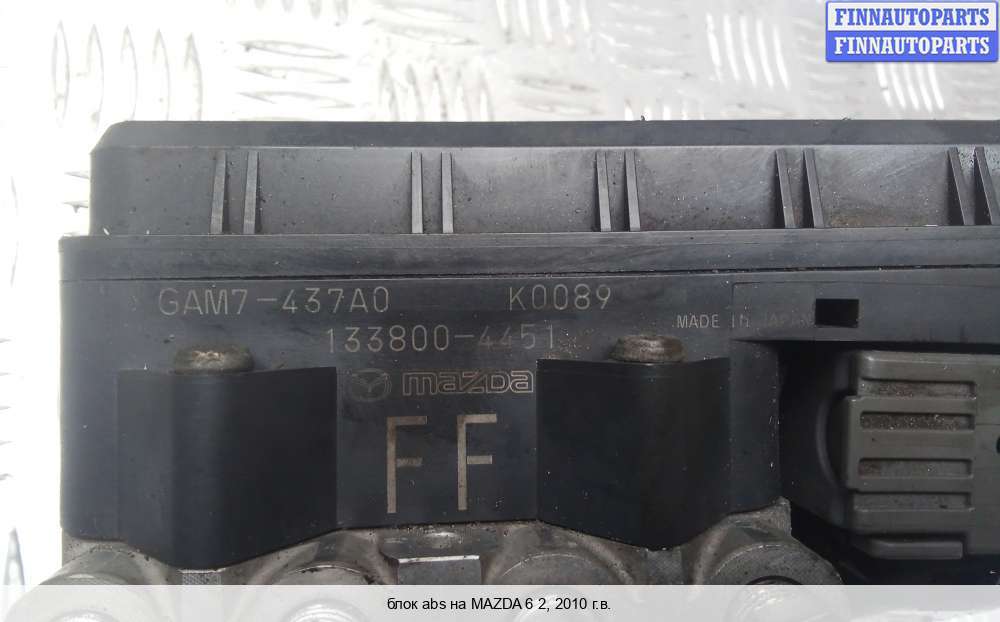 FINNAUTOPARTS
FINNAUTOPARTS
GAM7-437A0 K0089
133800-4451
MADE IN JAPAN
mazda
FF
блок abs на MAZDA 6 2, 2010 г.в.